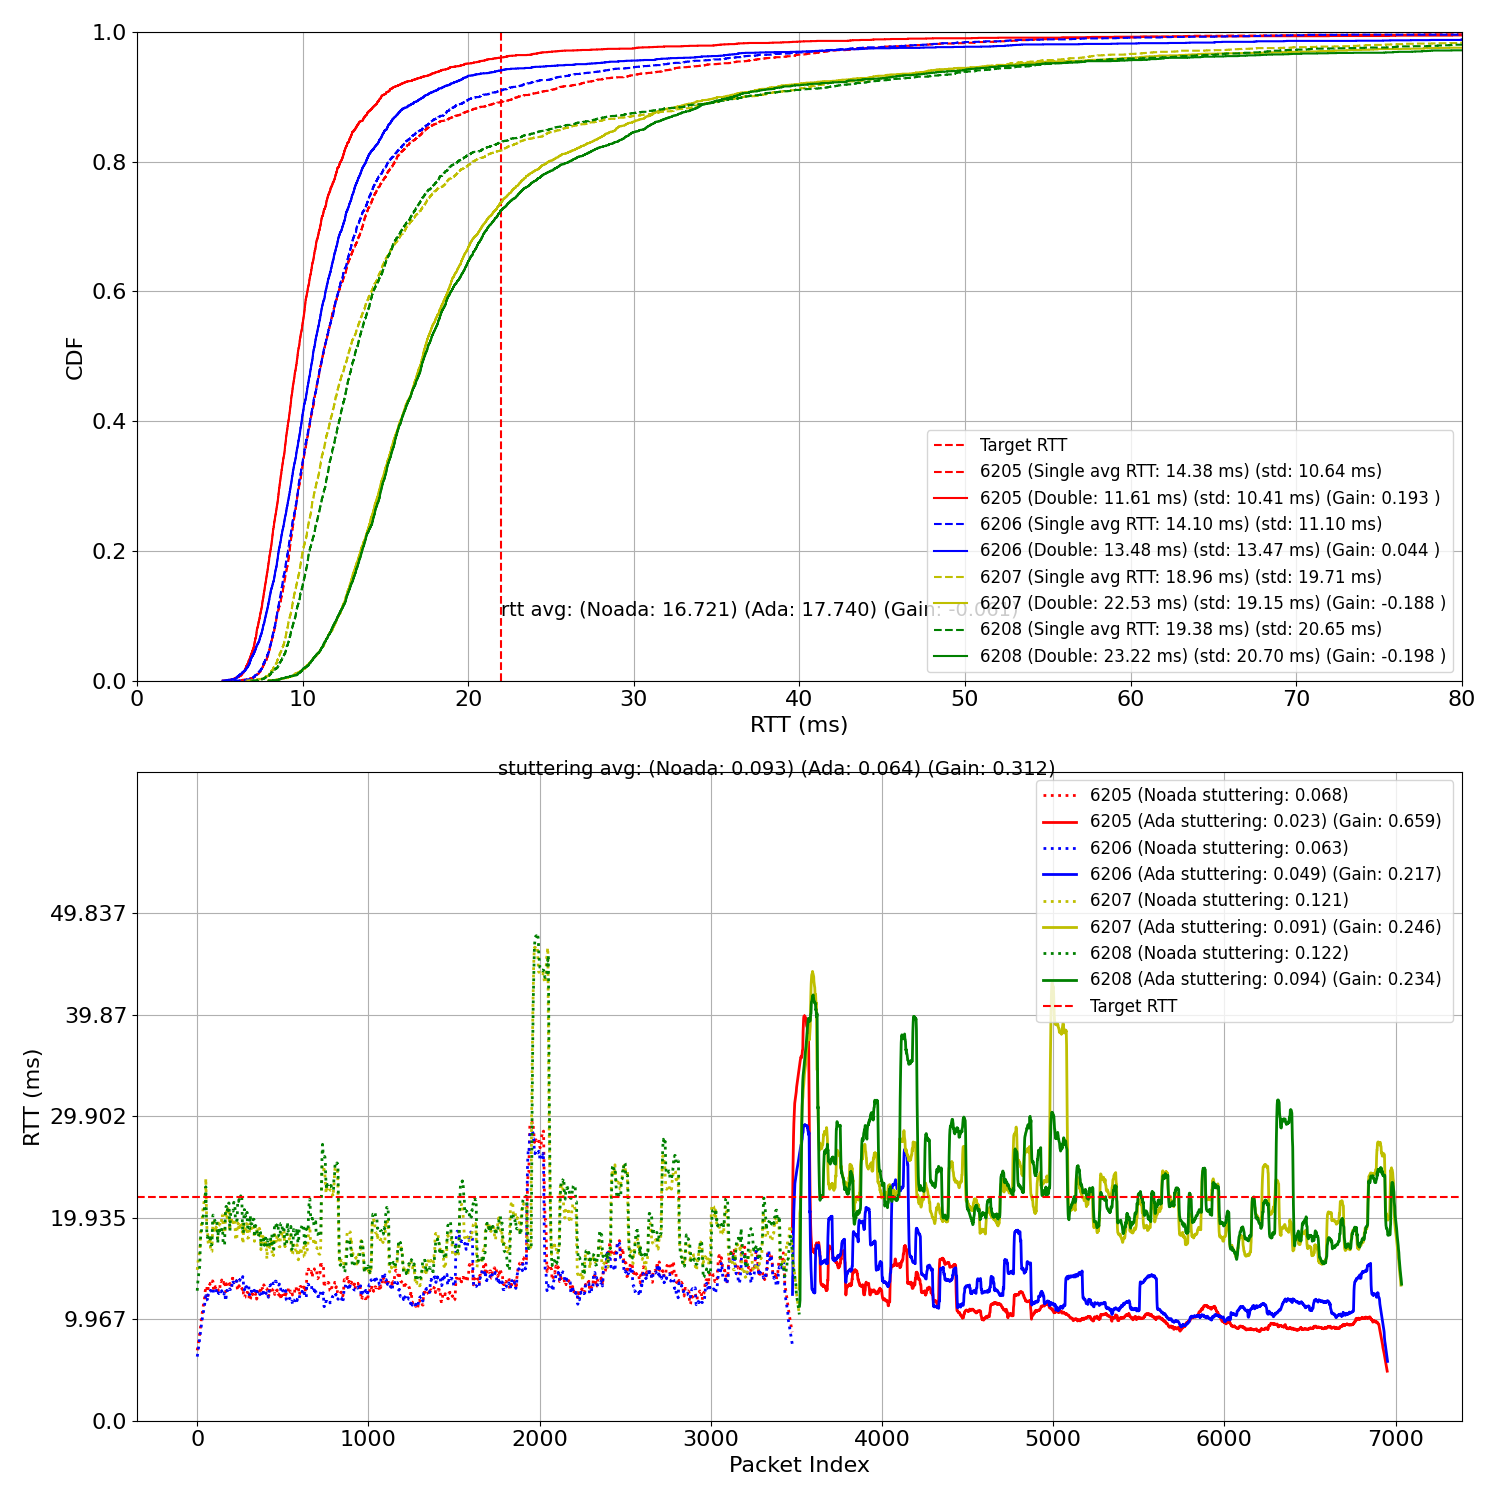 1.0
0.8
0.6
0.4
0.2
0.0
CDF
0 10 20 30 40 50 60 70 80
RTT (ms)
rtt avg: (Noada: 16.721) (Ada: 17.740) (Gain: -0.061)
Target RTT
6205 (Single avg RTT: 14.38 ms) (std: 10.64 ms)
6205 (Double: 11.61 ms) (std: 10.41 ms) (Gain: 0.193 )
6206 (Single avg RTT: 14.10 ms) (std: 11.10 ms)
6206 (Double: 13.48 ms) (std: 13.47 ms) (Gain: 0.044 )
6207 (Single avg RTT: 18.96 ms) (std: 19.71 ms)
6207 (Double: 22.53 ms) (std: 19.15 ms) (Gain: -0.188 )
6208 (Single avg RTT: 19.38 ms) (std: 20.65 ms)
6208 (Double: 23.22 ms) (std: 20.70 ms) (Gain: -0.198 )
stuttering avg: (Noada: 0.093) (Ada: 0.064) (Gain: 0.312)
6205 (Noada stuttering: 0.068)
6205 (Ada stuttering: 0.023) (Gain: 0.659)
6206 (Noada stuttering: 0.063)
6206 (Ada stuttering: 0.049) (Gain: 0.217)
6207 (Noada stuttering: 0.121)
6207 (Ada stuttering: 0.091) (Gain: 0.246)
6208 (Noada stuttering: 0.122)
6208 (Ada stuttering: 0.094) (Gain: 0.234)
Target RTT
49.837
39.87
29.902
19.935
9.967
0.0
RTT (ms)
0 1000 2000 3000 4000 5000 6000 7000
Packet Index